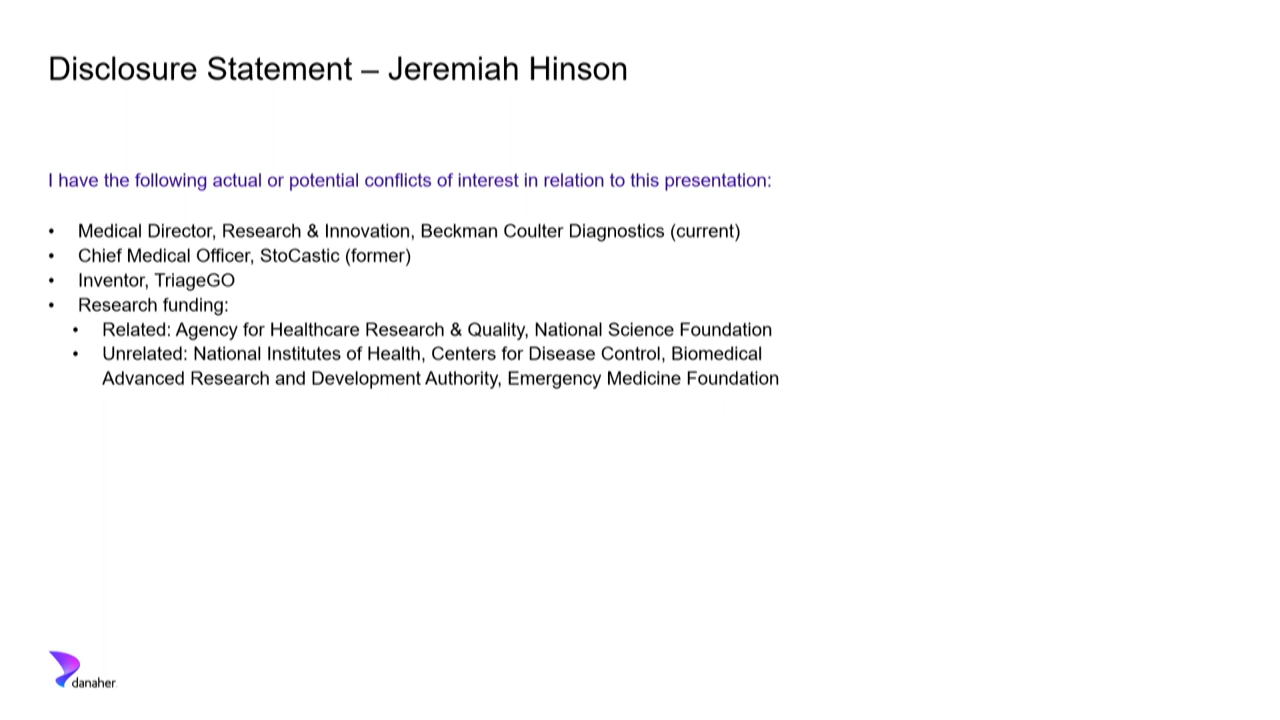 Disclosure Statement – Jeremiah Hinson
I have the following actual or potential conflicts of interest in relation to this presentation:
• Medical Director, Research & Innovation, Beckman Coulter Diagnostics (current)
• Chief Medical Officer, StoCastic (former)
• Inventor, TriageGO
• Research funding:
• Related: Agency for Healthcare Research & Quality, National Science Foundation
• Unrelated: National Institutes of Health, Centers for Disease Control, Biomedical
Advanced Research and Development Authority, Emergency Medicine Foundation
danaher